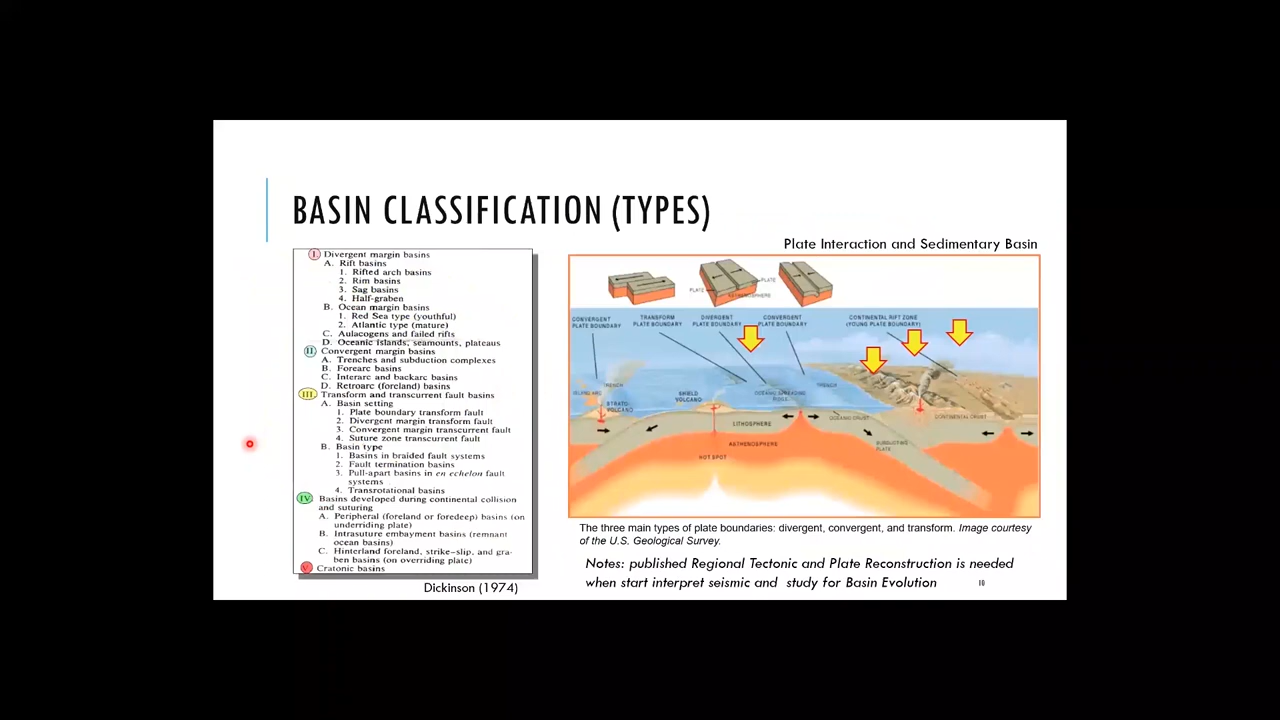 BASIN CLASSIFICATION (TYPES)
Plate Interaction and Sedimentary Basin
I. Divergent margin basins
A. Rift basins
1. Rifted arch basins
2. Rim basins
3. Sag basins
4. Half-graben
B. Ocean margin basins
1. Red Sea type (youthful)
2. Atlantic type (mature)
C. Aulacogens and failed rifts
D. Oceanic islands, seamounts, plateaus
II. Convergent margin basins
A. Trenches and subduction complexes
B. Forearc basins
C. Interarc and backarc basins
D. Retroarc (foreland) basins
III. Transform and transcurrent fault basins
A. Basin setting
1. Plate boundary transform fault
2. Divergent margin transform fault
3. Convergent margin transcurrent fault
4. Suture zone transcurrent fault
B. Basin type
1. Basins in braided fault systems
2. Fault termination basins
3. Pull-apart basins in en echelon fault
systems
4. Transrotational basins
IV. Basins developed during continental collision
and suturing
A. Peripheral (foreland or foredeep) basins (on
underriding plate)
B. Intrasuture embayment basins (remnant
ocean basins)
C. Hinterland foreland, strike-slip, and gra-
ben basins (on overriding plate)
V. Cratonic basins
Dickinson (1974)
PLATE
PLATE
ASTHENOSPHERE
CONVERGENT
PLATE BOUNDARY
TRANSFORM
PLATE BOUNDARY
DIVERGENT
PLATE BOUNDARY
CONVERGENT
PLATE BOUNDARY
CONTINENTAL RIFT ZONE
(YOUNG PLATE BOUNDARY)
TRENCH
TRENCH
ISLAND ARC
STRATO-
VOLCANO
SHIELD
VOLCANO
OCEANIC SPREADING
RIDGE
OCEANIC CRUST
CONTINENTAL CRUST
LITHOSPHERE
ASTHENOSPHERE
HOT SPOT
SUBDUCTING
PLATE
The three main types of plate boundaries: divergent, convergent, and transform. Image courtesy
of the U.S. Geological Survey.
Notes: published Regional Tectonic and Plate Reconstruction is needed
when start interpret seismic and study for Basin Evolution
10